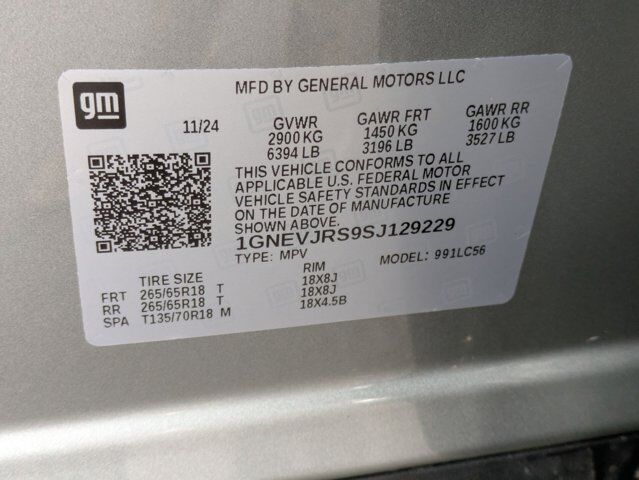 gm
MFD BY GENERAL MOTORS LLC
11/24 GVWR GAWR FRT GAWR RR
2900 KG 1450 KG 1600 KG
6394 LB 3196 LB 3527 LB
THIS VEHICLE CONFORMS TO ALL
APPLICABLE U.S. FEDERAL MOTOR
VEHICLE SAFETY STANDARDS IN EFFECT
ON THE DATE OF MANUFACTURE
SHOWN ABOVE.
1GNEVJRS9SJ129229
TYPE: MPV MODEL: 991LC56
TIRE SIZE RIM
FRT 265/65R18 T 18X8J
RR 265/65R18 T 18X8J
SPA T135/70R18 M 18X4.5B